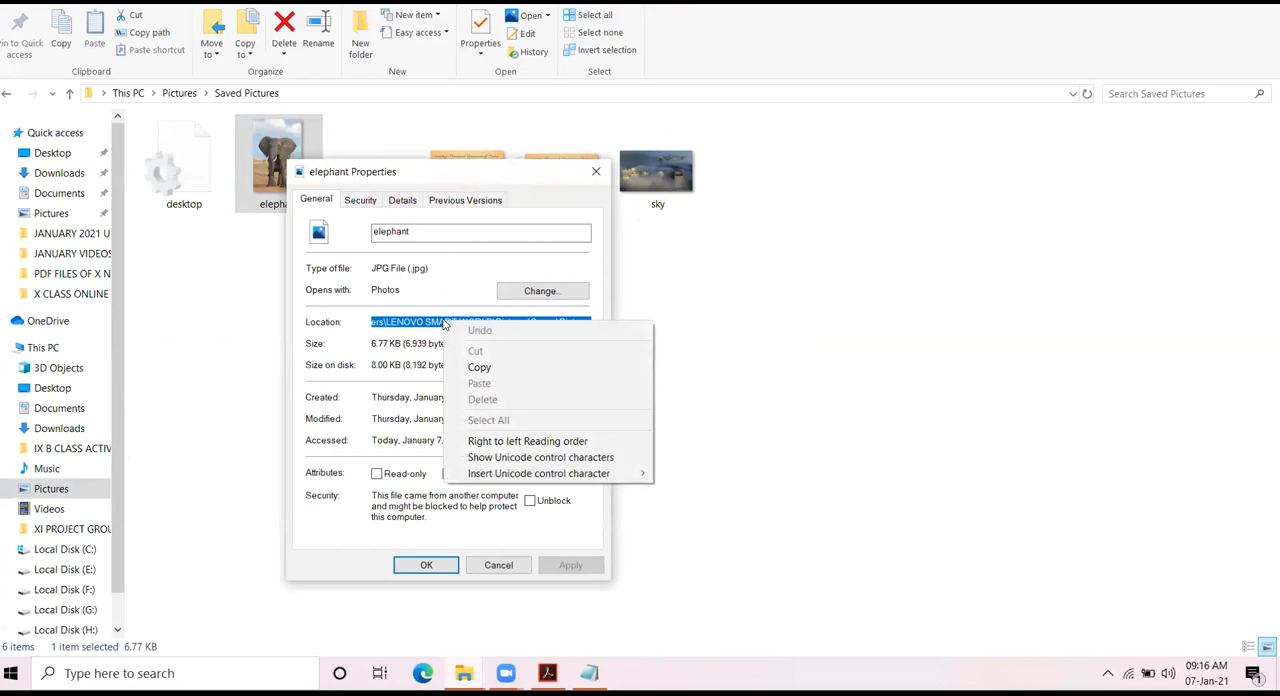 Cut
Copy path
Paste shortcut
in to Quick
access
Copy
Paste
Clipboard
Move
to
Copy
to
Delete
Rename
Organize
New
folder
New item
Easy access
New
Properties
Open
Edit
History
Open
Select all
Select none
Invert selection
Select
This PC
Pictures
Saved Pictures
Search Saved Pictures
Quick access
Desktop
Downloads
Documents
Pictures
JANUARY 2021 U
JANUARY VIDEOS
PDF FILES OF X N
X CLASS ONLINE
OneDrive
This PC
3D Objects
Desktop
Documents
Downloads
IX B CLASS ACTIV
Music
Pictures
Videos
XI PROJECT GROU
Local Disk (C:)
Local Disk (E:)
Local Disk (F:)
Local Disk (G:)
Local Disk (H:)
desktop
elepha
sky
elephant Properties
General
Security
Details
Previous Versions
elephant
Type of file:
JPG File (.jpg)
Opens with:
Photos
Change...
Location:
ers\LENOVO
Size:
6.77 KB (6,939 byte
Size on disk:
8.00 KB (8,192 byte
Created:
Thursday, January
Modified:
Thursday, January
Accessed:
Today, January 7,
Attributes:
Read-only
Security:
This file came from another computer
and might be blocked to help protect
this computer.
Unblock
OK
Cancel
Apply
Undo
Cut
Copy
Paste
Delete
Select All
Right to left Reading order
Show Unicode control characters
Insert Unicode control character
6 items
1 item selected 6.77 KB
Type here to search
09:16 AM
07-Jan-21
1